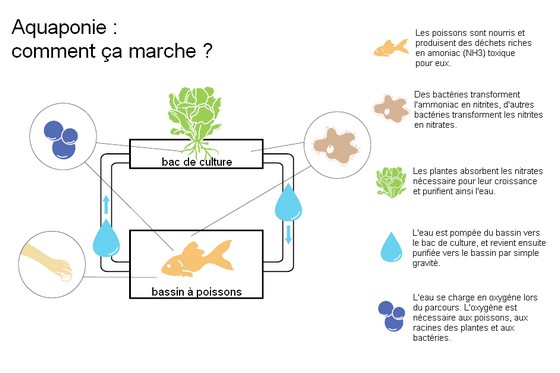 Aquaponie :
comment ça marche ?
bac de culture
bassin à poissons
Les poissons sont nourris et
produisent des déchets riches
en amoniac (NH3) toxique
pour eux.
Des bactéries transforment
l'ammoniac en nitrites, d'autres
bactéries transforment les nitrites
en nitrates.
Les plantes absorbent les nitrates
nécessaire pour leur croissance
et purifient ainsi l'eau.
L'eau est pompée du bassin vers
le bac de culture, et revient ensuite
purifiée vers le bassin par simple
gravité.
L'eau se charge en oxygène lors
du parcours. L'oxygène est
nécessaire aux poissons, aux
racines des plantes et aux
bactéries.